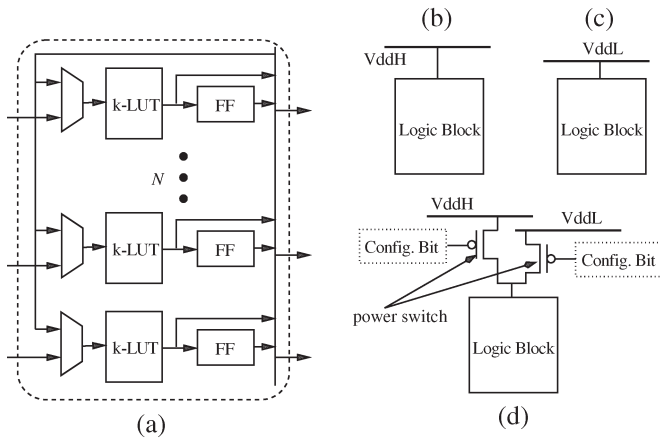 k-LUT
FF
N
k-LUT
FF
k-LUT
FF
(a)
(b)
VddH
Logic Block
(c)
VddL
Logic Block
VddH
VddL
Config. Bit
Config. Bit
power switch
Logic Block
(d)